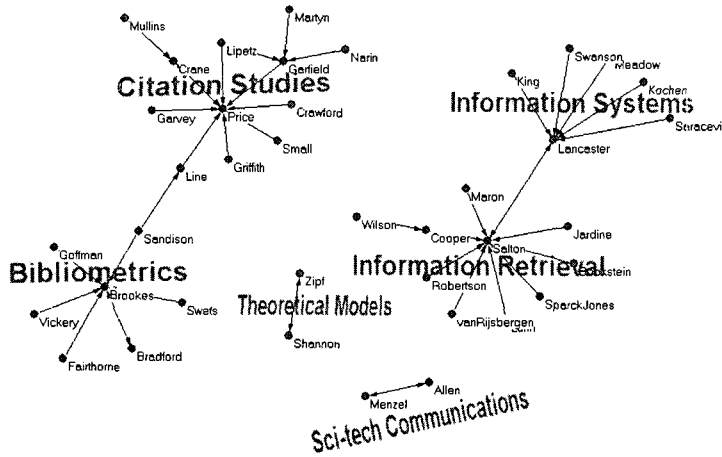 Martyn
Mullins
Lipetz
Narin
Swanson
Meadow
Crane
Garfield
King
Kochen
Citation Studies
Information Systems
Garvey
Price
Crawford
Saracevi
Small
Lancaster
Griffith
Line
Maron
Wilson
Sandison
Cooper
Jardine
Goffman
Salton
Bibliometrics
Information Retrieval
Bookstein
Zipf
Robertson
Brookes
Swets
Theoretical Models
SparckJones
Vickery
vanRijsbergen
Shannon
Bradford
Fairthorne
Allen
Menzel
Sci-tech Communications